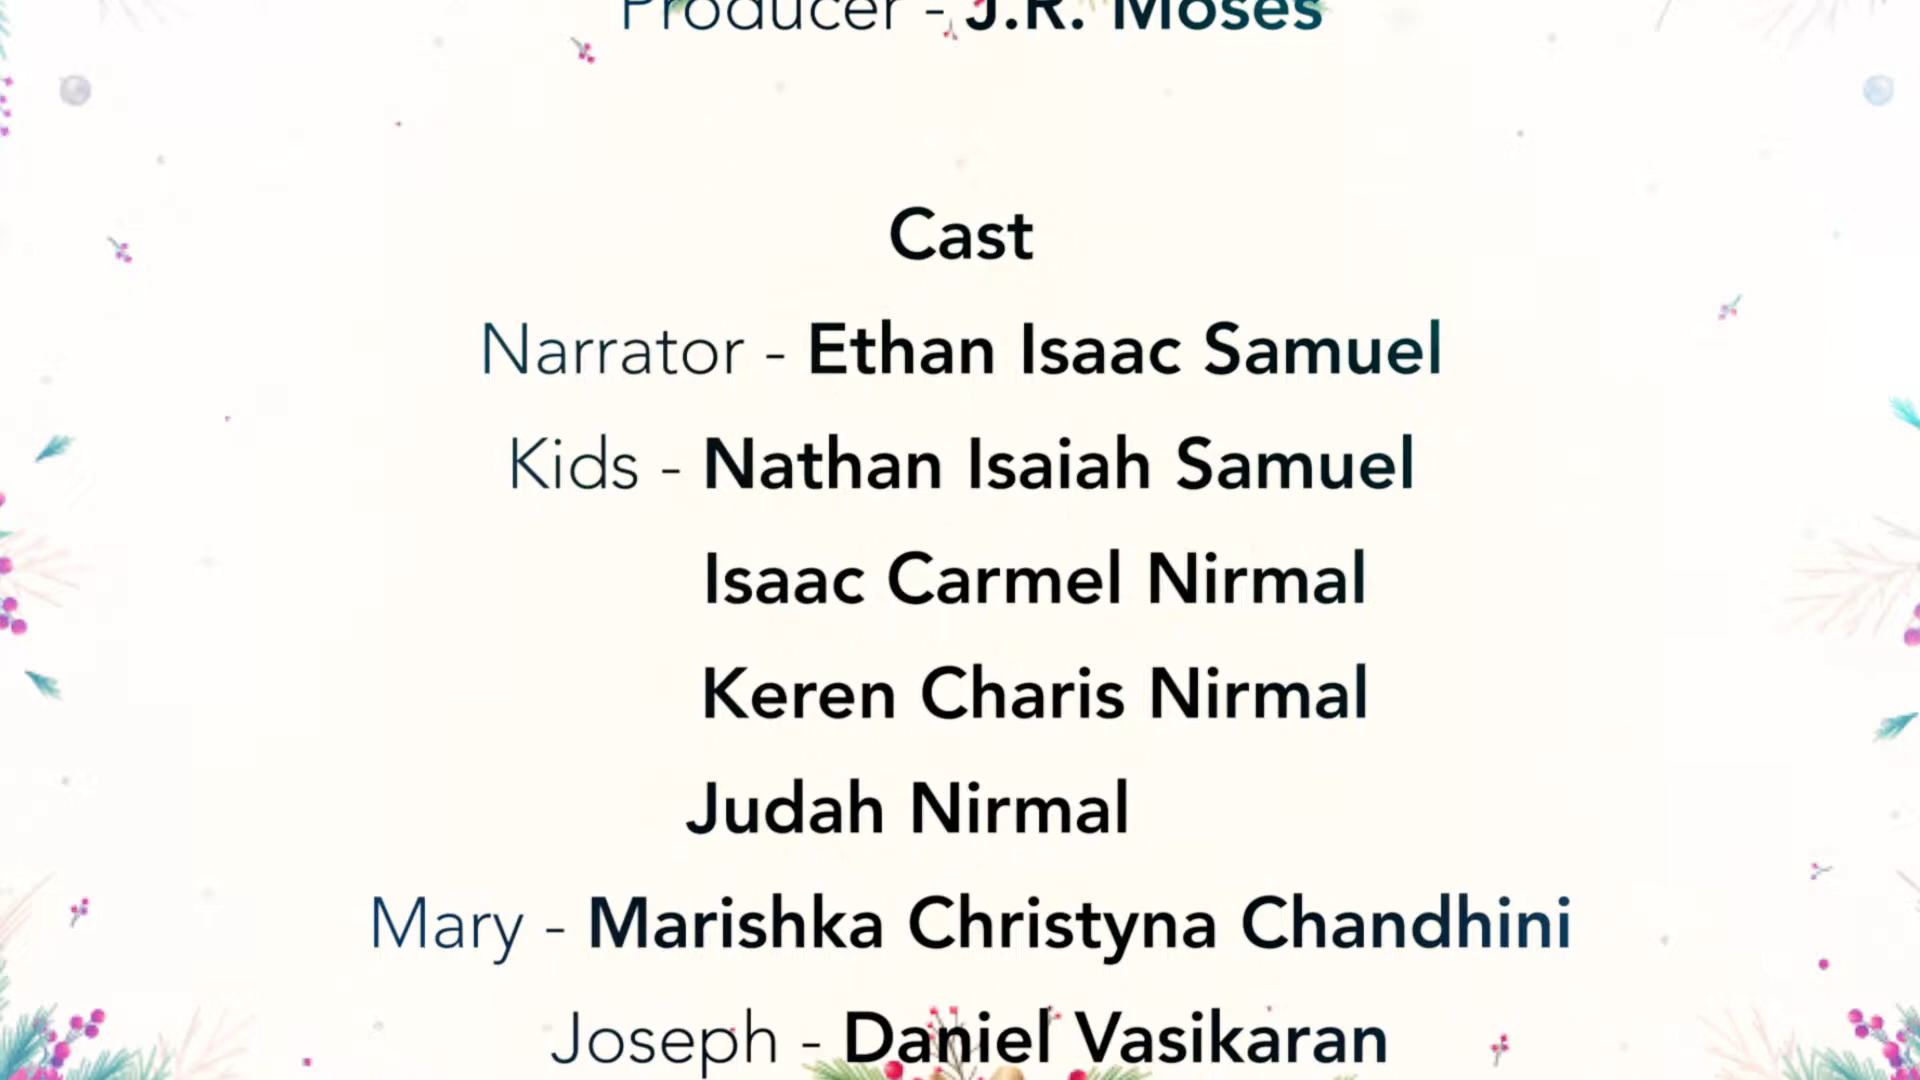 Producer - J.R. Moses
Cast
Narrator - Ethan Isaac Samuel
Kids - Nathan Isaiah Samuel
Isaac Carmel Nirmal
Keren Charis Nirmal
Judah Nirmal
Mary - Marishka Christyna Chandhini
Joseph - Daniel Vasikaran